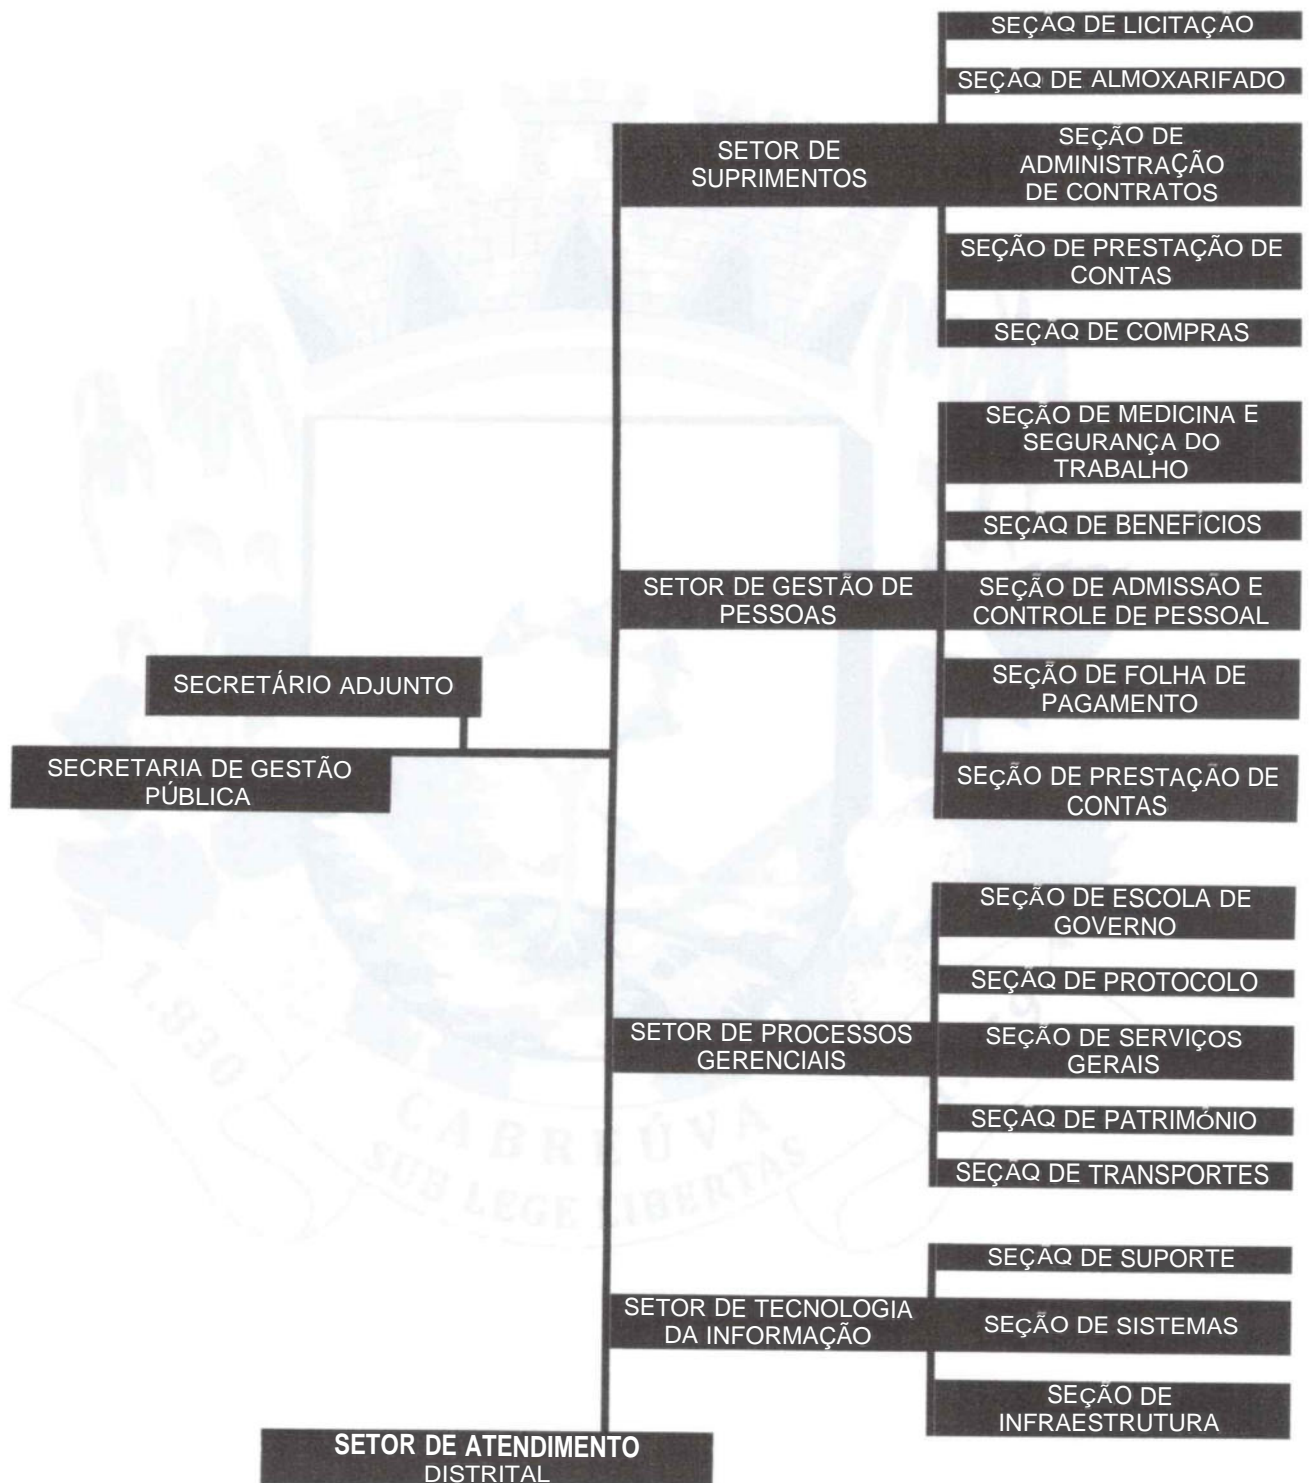 SEÇÃO DE LICITAÇÃO
SEÇÃO DE ALMOXARIFADO
SETOR DE
SUPRIMENTOS
SEÇÃO DE
ADMINISTRAÇÃO
DE CONTRATOS
SEÇÃO DE PRESTAÇÃO DE
CONTAS
SEÇÃO DE COMPRAS
SEÇÃO DE MEDICINA E
SEGURANÇA DO
TRABALHO
SEÇÃO DE BENEFÍCIOS
SETOR DE GESTÃO DE
PESSOAS
SEÇÃO DE ADMISSÃO E
CONTROLE DE PESSOAL
SEÇÃO DE FOLHA DE
PAGAMENTO
SECRETÁRIO ADJUNTO
SECRETARIA DE GESTÃO
PÚBLICA
SEÇÃO DE PRESTAÇÃO DE
CONTAS
SEÇÃO DE ESCOLA DE
GOVERNO
SEÇÃO DE PROTOCOLO
SETOR DE PROCESSOS
GERENCIAIS
SEÇÃO DE SERVIÇOS
GERAIS
SEÇÃO DE PATRIMÓNIO
SEÇÃO DE TRANSPORTES
1.830
CABREÚVA
SUB LEGE LIBERTAS
SEÇÃO DE SUPORTE
SETOR DE TECNOLOGIA
DA INFORMAÇÃO
SEÇÃO DE SISTEMAS
SEÇÃO DE
INFRAESTRUTURA
SETOR DE ATENDIMENTO
DISTRITAL